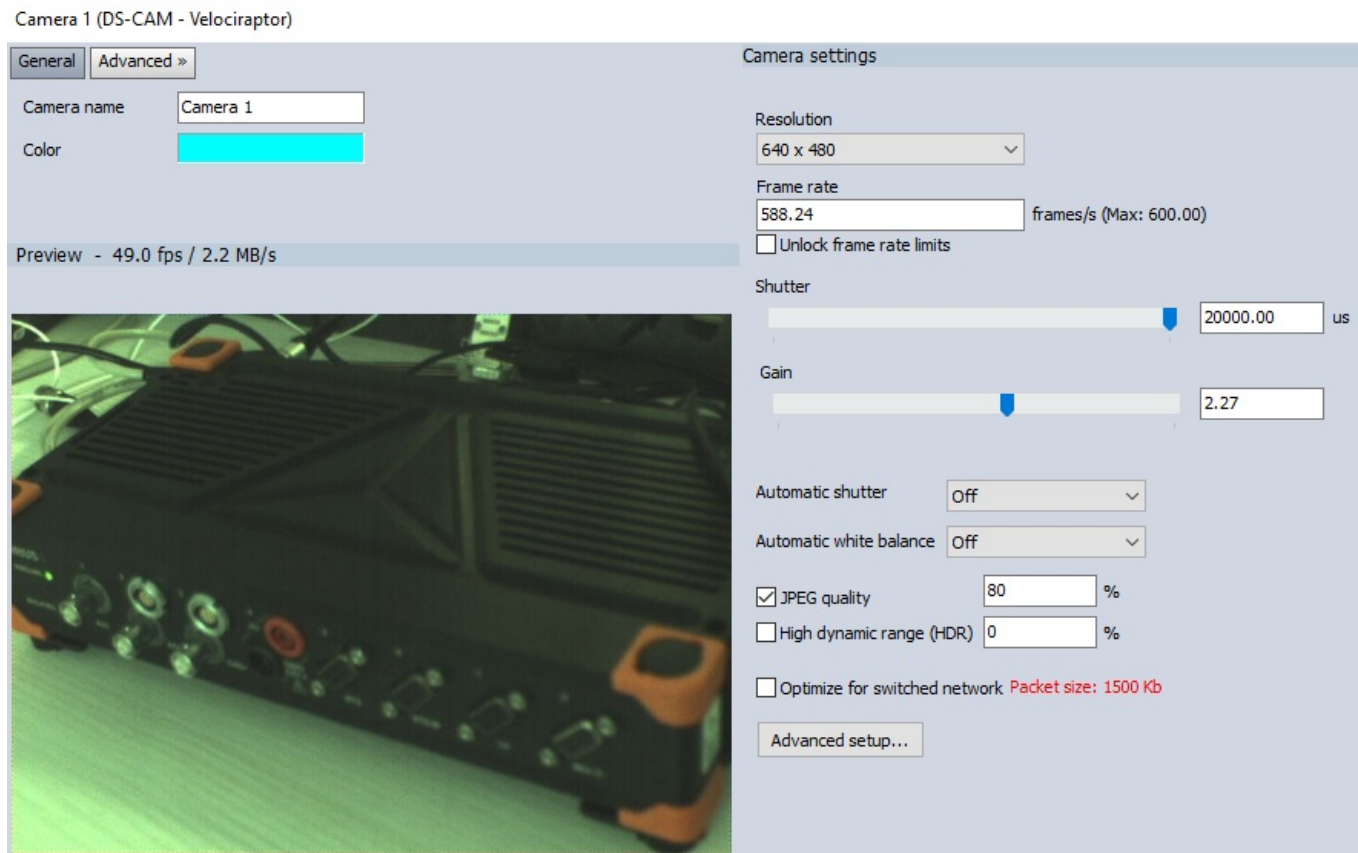 Camera 1 (DS-CAM - Velociraptor)
General
Advanced »
Camera name
Camera 1
Color
Preview - 49.0 fps / 2.2 MB/s
Camera settings
Resolution
640 x 480
Frame rate
588.24 frames/s (Max: 600.00)
Unlock frame rate limits
Shutter
20000.00 us
Gain
2.27
Automatic shutter Off
Automatic white balance Off
JPEG quality 80 %
High dynamic range (HDR) 0 %
Optimize for switched network Packet size: 1500 Kb
Advanced setup...